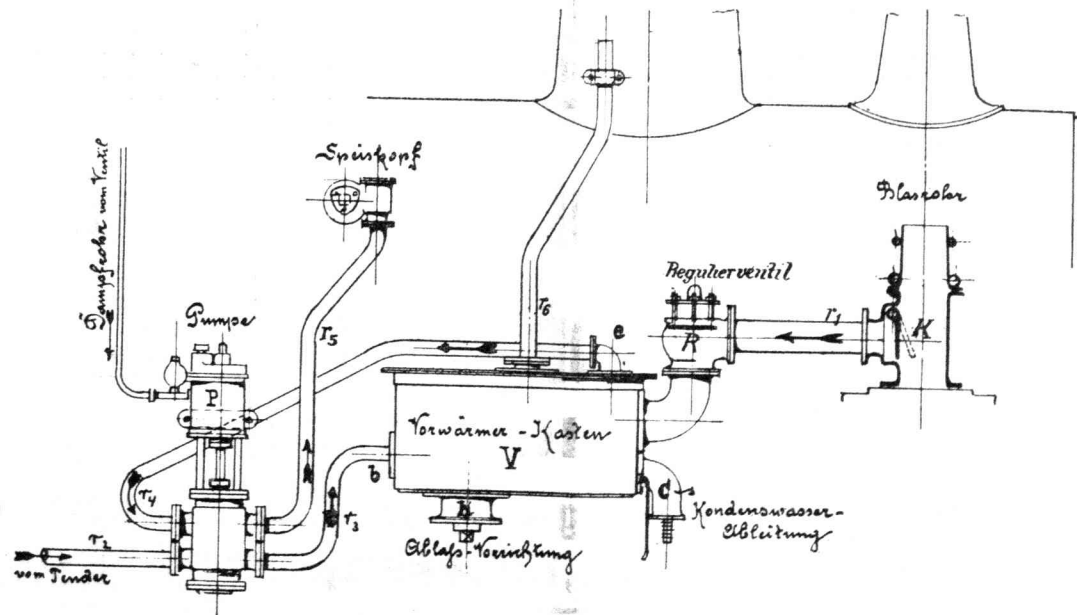 Speiskopf
Dampfrohr vom Ventil
Blasrohr
Regulierventil
Pumpe
r6
r5
e
R
r1
K
P
Vorwärmer-Kasten
V
b
r4
r3
h
d
Kondenswasser-
Ableitung
r2
Ablaß-Vorrichtung
vom Tender